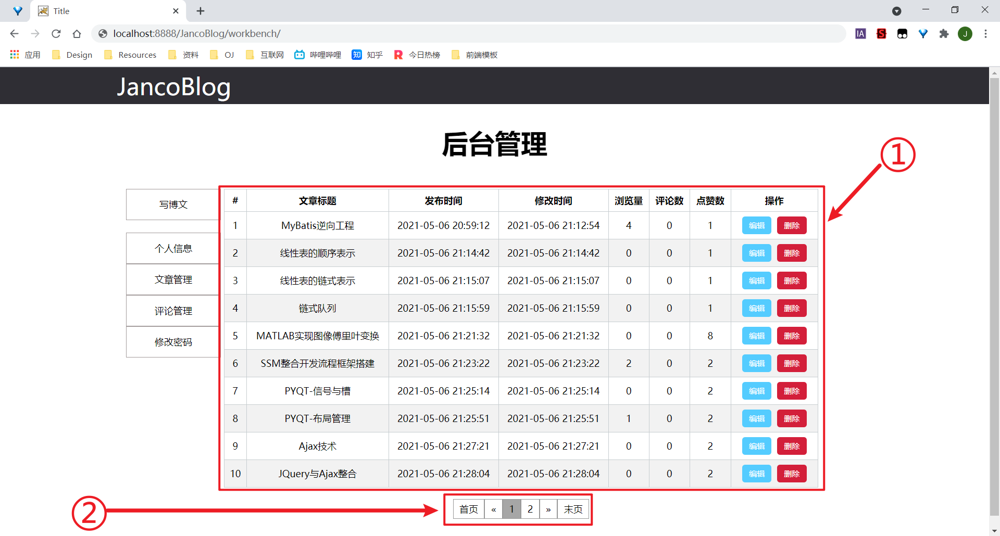 Title
localhost:8888/JancoBlog/workbench/
IA S J
应用 Design Resources 资料 OJ 互联网 哔哩哔哩 知 知乎 今日热榜 前端模板
JancoBlog
后台管理
①
写博文
个人信息
文章管理
评论管理
修改密码
# 文章标题 发布时间 修改时间 浏览量 评论数 点赞数 操作
1 MyBatis逆向工程 2021-05-06 20:59:12 2021-05-06 21:12:54 4 0 1 编辑 删除
2 线性表的顺序表示 2021-05-06 21:14:42 2021-05-06 21:14:42 0 0 1 编辑 删除
3 线性表的链式表示 2021-05-06 21:15:07 2021-05-06 21:15:07 0 0 1 编辑 删除
4 链式队列 2021-05-06 21:15:59 2021-05-06 21:15:59 0 0 1 编辑 删除
5 MATLAB实现图像傅里叶变换 2021-05-06 21:21:32 2021-05-06 21:21:32 0 0 8 编辑 删除
6 SSM整合开发流程框架搭建 2021-05-06 21:23:22 2021-05-06 21:23:22 2 0 2 编辑 删除
7 PYQT-信号与槽 2021-05-06 21:25:14 2021-05-06 21:25:14 0 0 2 编辑 删除
8 PYQT-布局管理 2021-05-06 21:25:51 2021-05-06 21:25:51 1 0 2 编辑 删除
9 Ajax技术 2021-05-06 21:27:21 2021-05-06 21:27:21 0 0 2 编辑 删除
10 JQuery与Ajax整合 2021-05-06 21:28:04 2021-05-06 21:28:04 0 0 2 编辑 删除
②
首页 « 1 2 » 末页